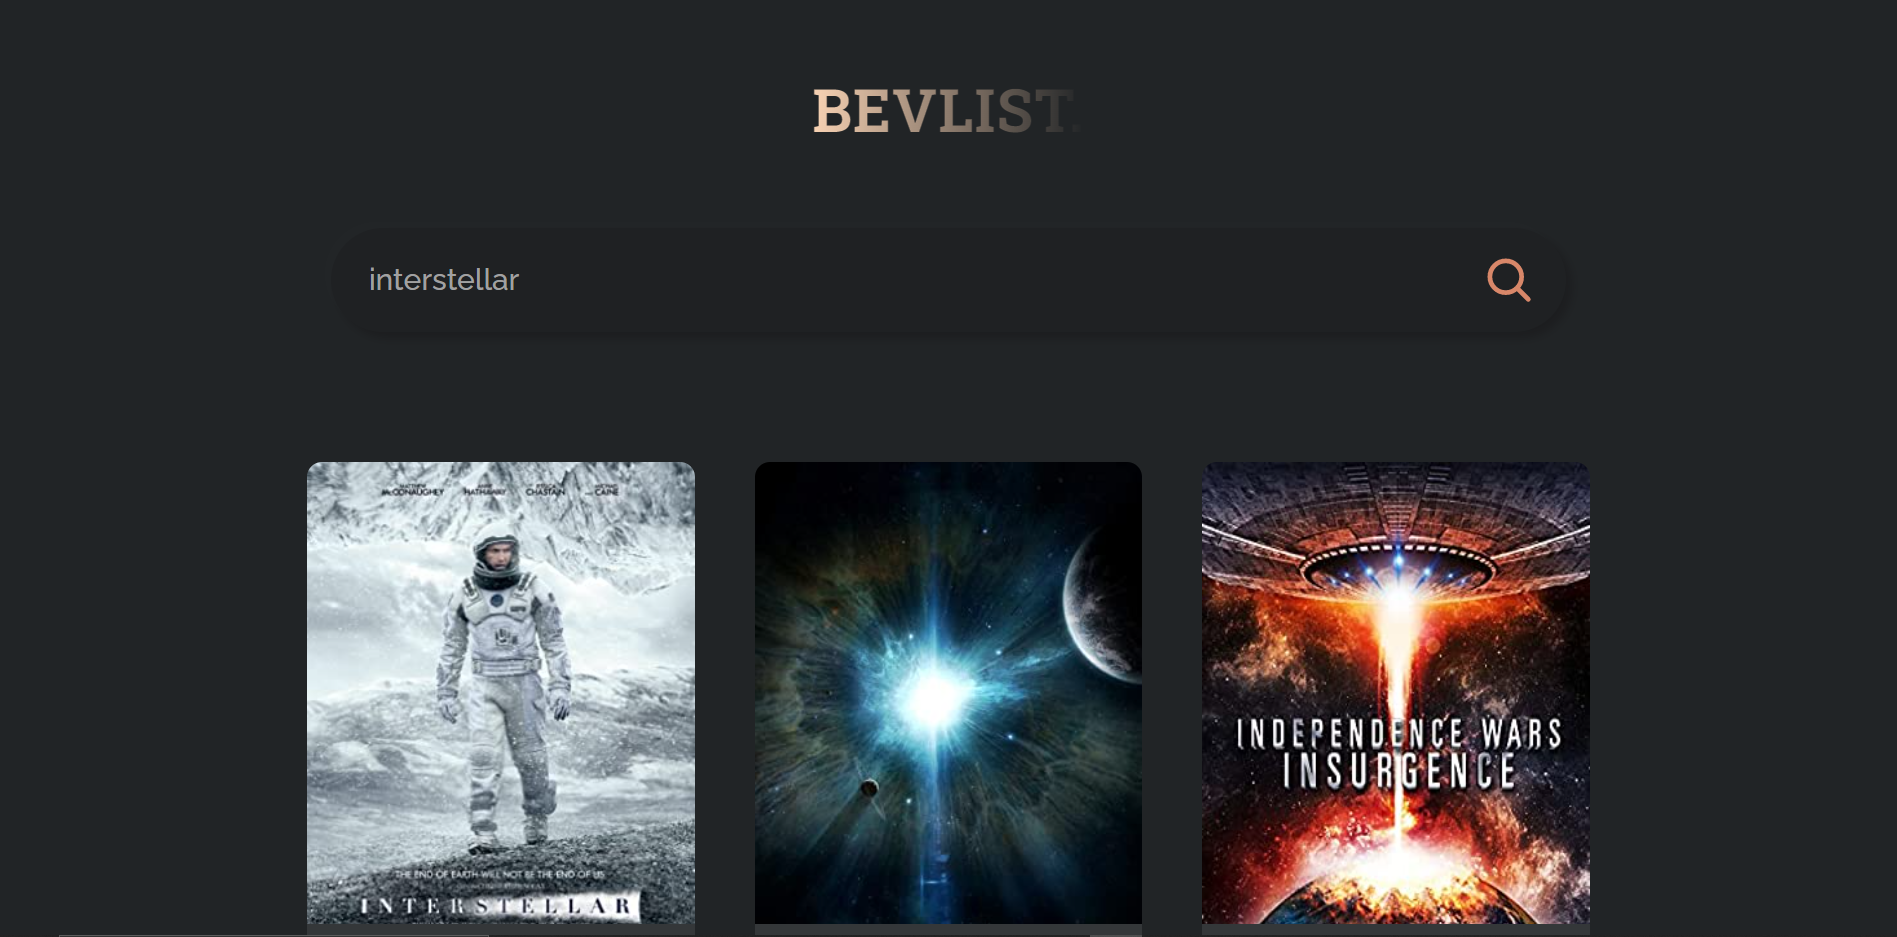 BEVLIST.
interstellar
MATTHEW McCONAUGHEY ANNE HATHAWAY JESSICA CHASTAIN AND MICHAEL CAINE
THE END OF EARTH WILL NOT BE THE END OF US
INTERSTELLAR
INDEPENDENCE WARS
INSURGENCE